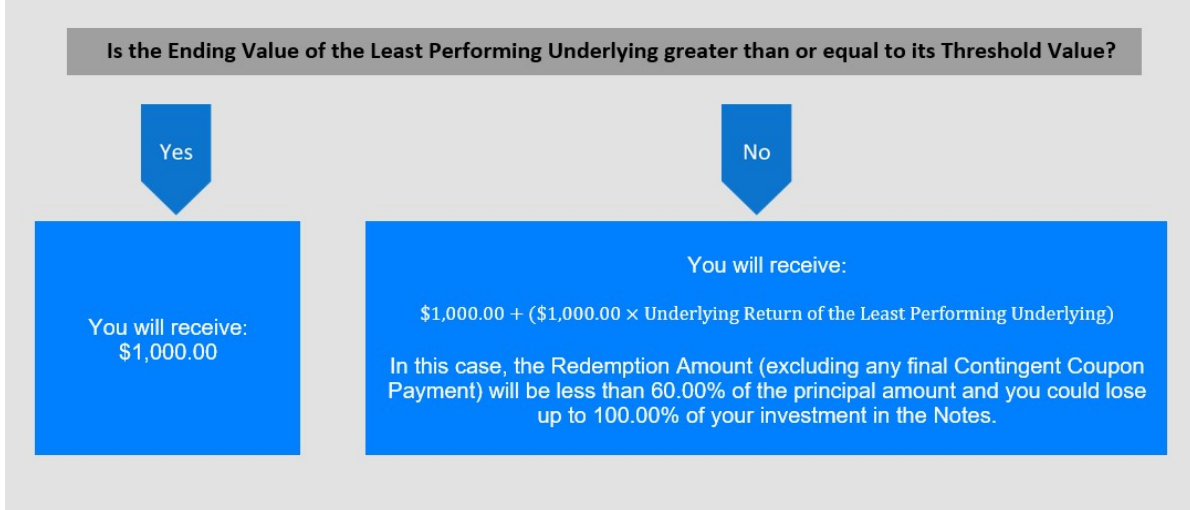 Is the Ending Value of the Least Performing Underlying greater than or equal to its Threshold Value?
Yes
No
You will receive:
$1,000.00
You will receive:
$1,000.00 + ($1,000.00 × Underlying Return of the Least Performing Underlying)
In this case, the Redemption Amount (excluding any final Contingent Coupon
Payment) will be less than 60.00% of the principal amount and you could lose
up to 100.00% of your investment in the Notes.